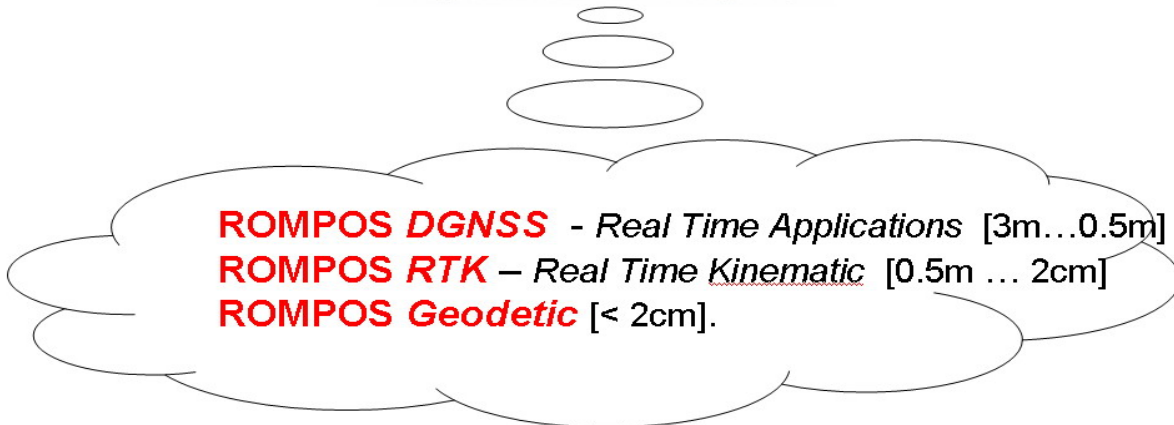 ROMPOS DGNSS - Real Time Applications [3m…0.5m]
ROMPOS RTK – Real Time Kinematic [0.5m … 2cm]
ROMPOS Geodetic [< 2cm].